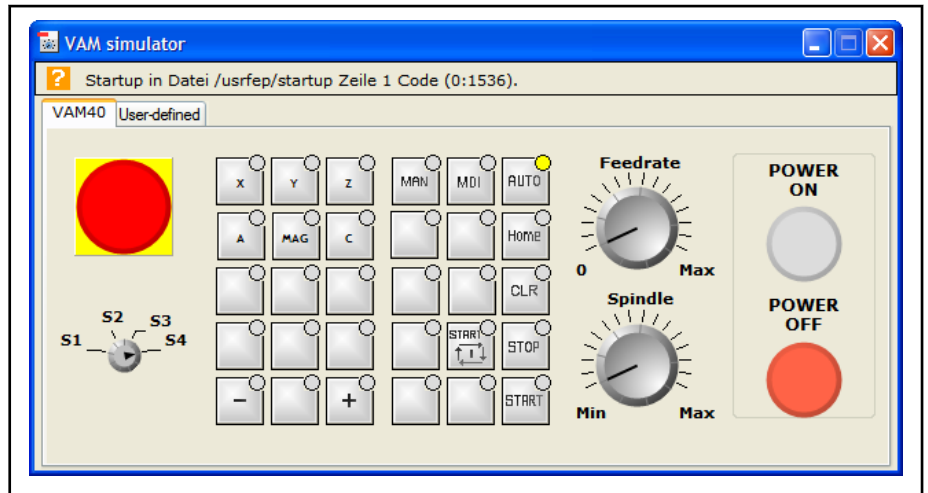 VAM simulator
? Startup in Datei /usrfep/startup Zeile 1 Code (0:1536).
VAM40 User-defined
X Y Z MAN MDI AUTO
A MAG C Home
CLR
START STOP
- + START
S1 S2 S3 S4
Feedrate
0 Max
Spindle
Min Max
POWER
ON
POWER
OFF